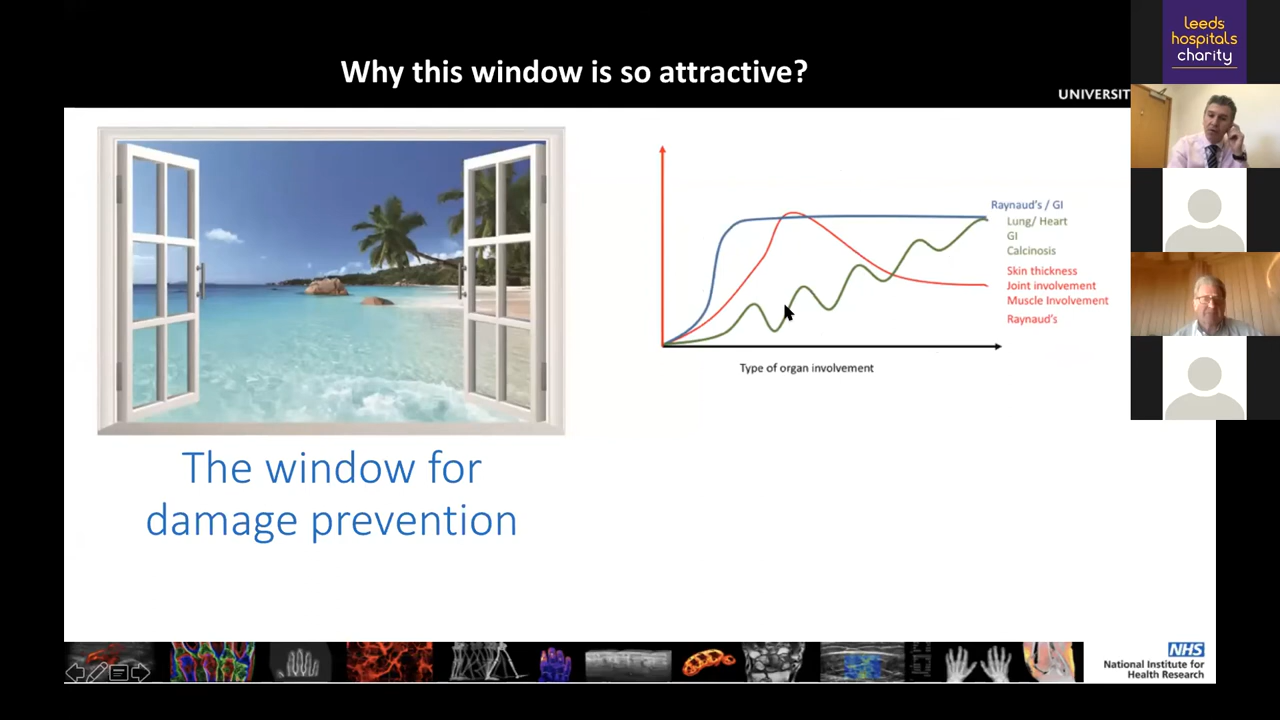 Why this window is so attractive?
UNIVERSIT
leeds
hospitals
charity
Raynaud's / GI
Lung/ Heart
GI
Calcinosis
Skin thickness
Joint involvement
Muscle Involvement
Raynaud's
Type of organ involvement
The window for
damage prevention
NHS
National Institute for
Health Research